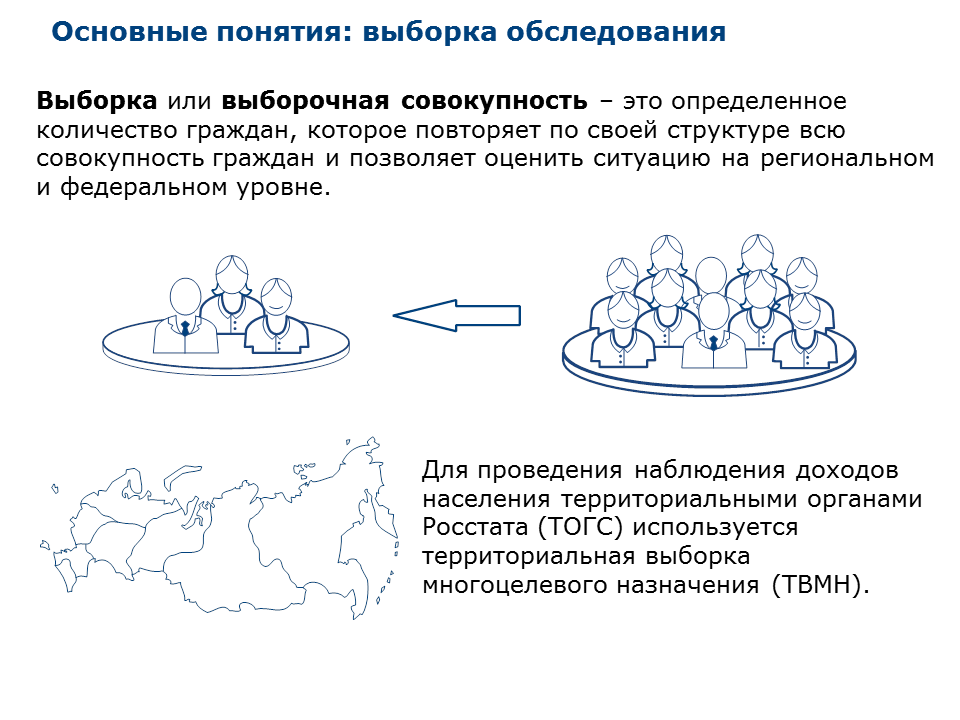 Основные понятия: выборка обследования
Выборка или выборочная совокупность – это определенное
количество граждан, которое повторяет по своей структуре всю
совокупность граждан и позволяет оценить ситуацию на региональном
и федеральном уровне.
Для проведения наблюдения доходов
населения территориальными органами
Росстата (ТОГС) используется
территориальная выборка
многоцелевого назначения (ТВМН).